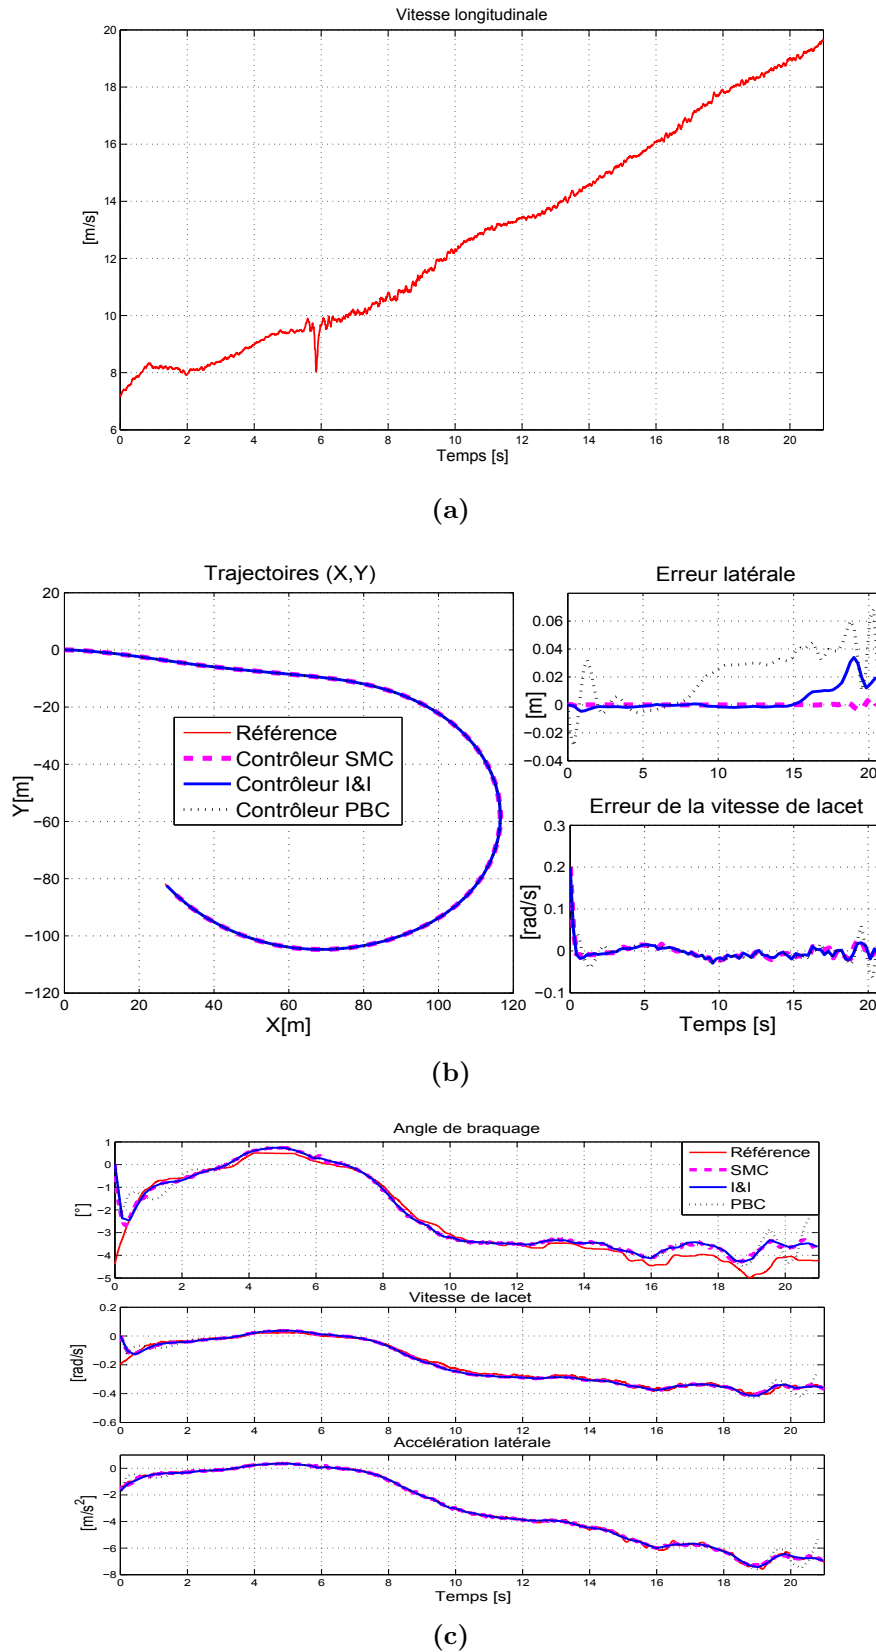 Vitesse longitudinale
20
18
16
14
12
10
8
6
[m/s]
0 2 4 6 8 10 12 14 16 18 20
Temps [s]
(a)
Trajectoires (X,Y)
20
0
−20
−40
−60
−80
−100
−120
Y[m]
Référence
Contrôleur SMC
Contrôleur I&I
Contrôleur PBC
0 20 40 60 80 100 120
X[m]
Erreur latérale
0.06
0.04
0.02
0
−0.02
−0.04
[m]
0 5 10 15 20
Erreur de la vitesse de lacet
0.3
0.2
0.1
0
−0.1
[rad/s]
0 5 10 15 20
Temps [s]
(b)
Angle de braquage
1
0
−1
−2
−3
−4
−5
[°]
Référence
SMC
I&I
PBC
0 2 4 6 8 10 12 14 16 18 20
Vitesse de lacet
0.2
0
−0.2
−0.4
−0.6
[rad/s]
0 2 4 6 8 10 12 14 16 18 20
Accélération latérale
0
−2
−4
−6
−8
[m/s²]
0 2 4 6 8 10 12 14 16 18 20
Temps [s]
(c)